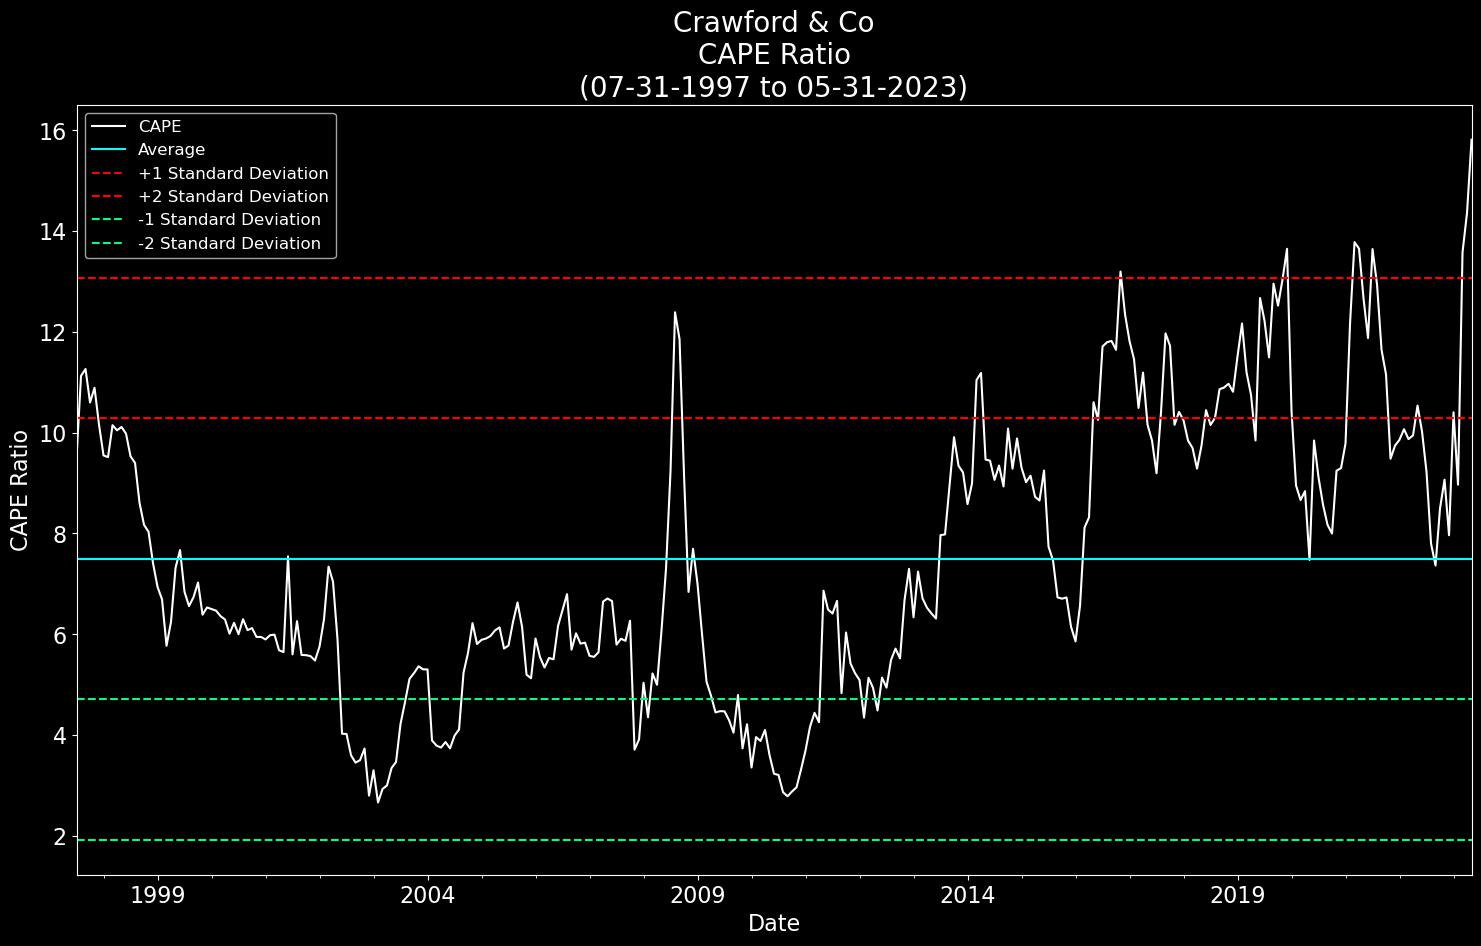 Crawford & Co
CAPE Ratio
(07-31-1997 to 05-31-2023)
CAPE
Average
+1 Standard Deviation
+2 Standard Deviation
-1 Standard Deviation
-2 Standard Deviation
CAPE Ratio
16
14
12
10
8
6
4
2
1999
2004
2009
2014
2019
Date